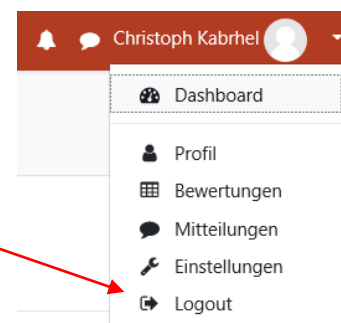 Christoph Kabrhel
Dashboard
Profil
Bewertungen
Mitteilungen
Einstellungen
Logout